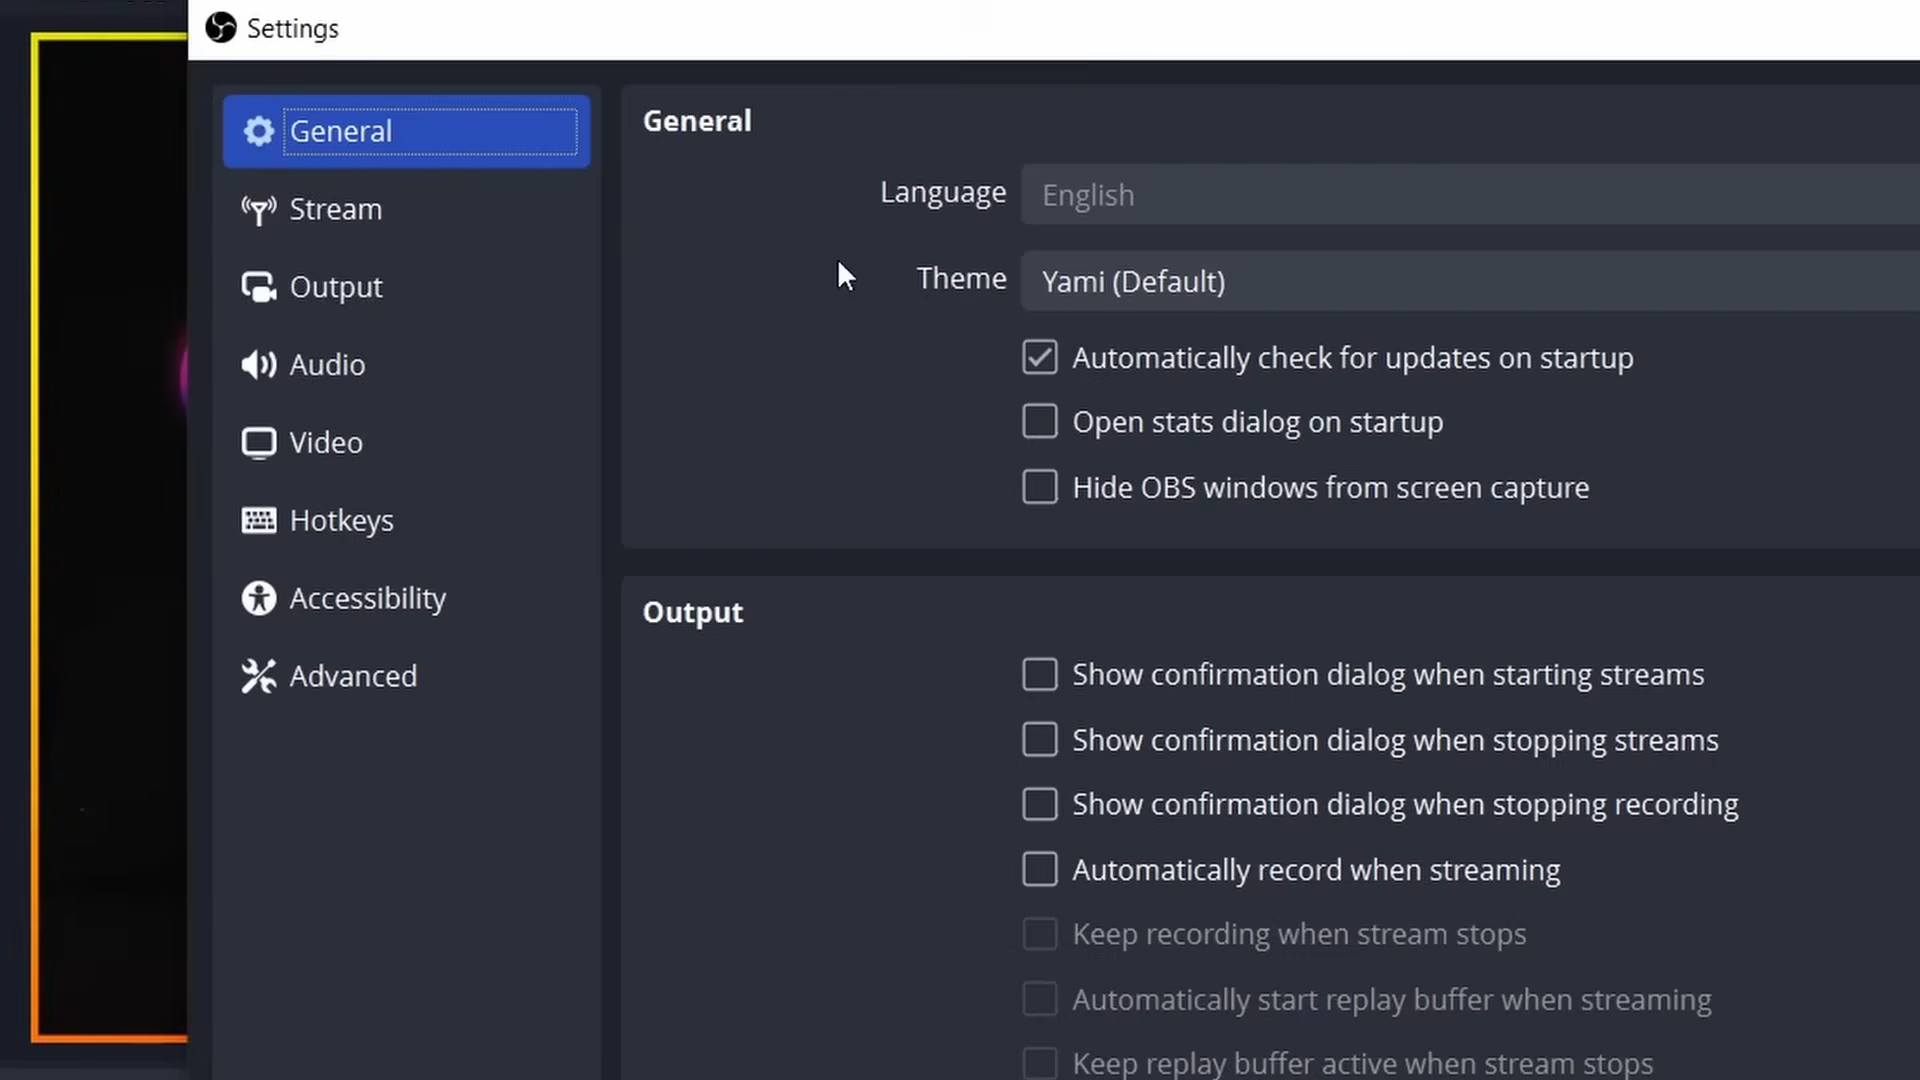 Settings
General
Stream
Output
Audio
Video
Hotkeys
Accessibility
Advanced
General
Language English
Theme Yami (Default)
Automatically check for updates on startup
Open stats dialog on startup
Hide OBS windows from screen capture
Output
Show confirmation dialog when starting streams
Show confirmation dialog when stopping streams
Show confirmation dialog when stopping recording
Automatically record when streaming
Keep recording when stream stops
Automatically start replay buffer when streaming
Keep replay buffer active when stream stops